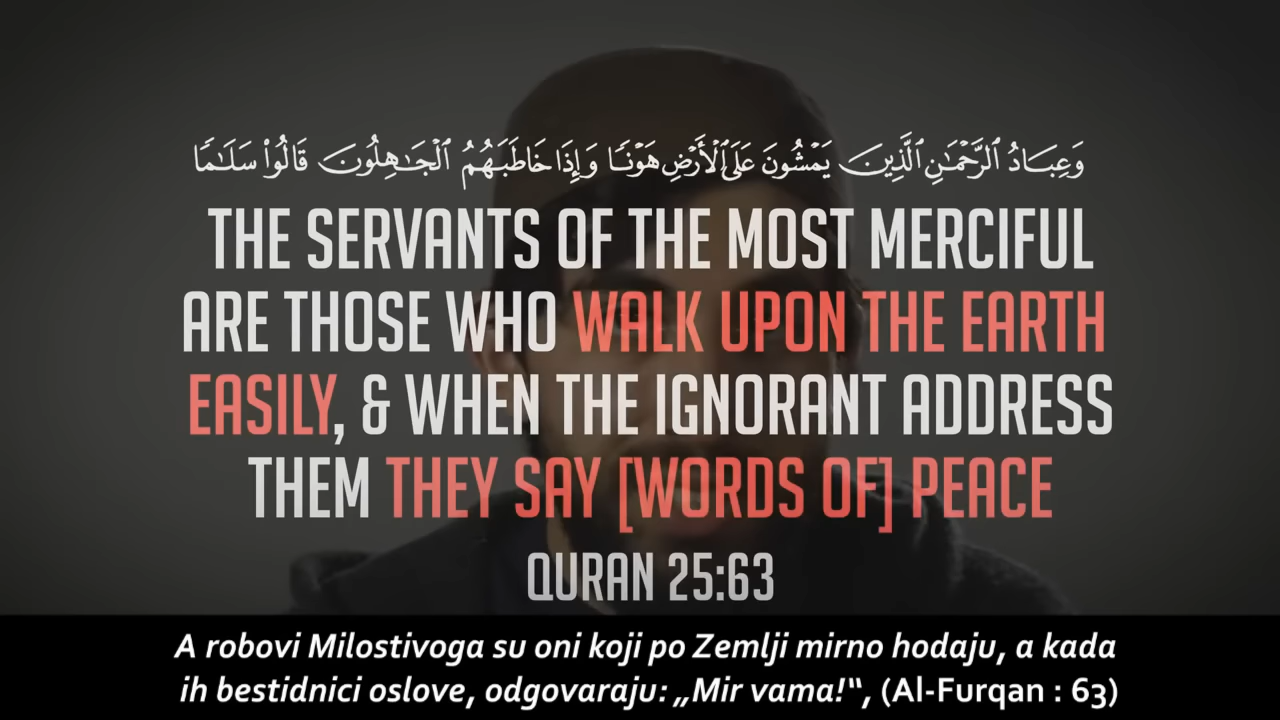 وَعِبَادُ ٱلرَّحْمَـٰنِ ٱلَّذِينَ يَمْشُونَ عَلَى ٱلْأَرْضِ هَوْنًا وَإِذَا خَاطَبَهُمُ ٱلْجَـٰهِلُونَ قَالُوا۟ سَلَـٰمًا
THE SERVANTS OF THE MOST MERCIFUL
ARE THOSE WHO WALK UPON THE EARTH
EASILY, & WHEN THE IGNORANT ADDRESS
THEM THEY SAY [WORDS OF] PEACE
QURAN 25:63
A robovi Milostivoga su oni koji po Zemlji mirno hodaju, a kada
ih bestidnici oslove, odgovaraju: „Mir vama!“, (Al-Furqan : 63)